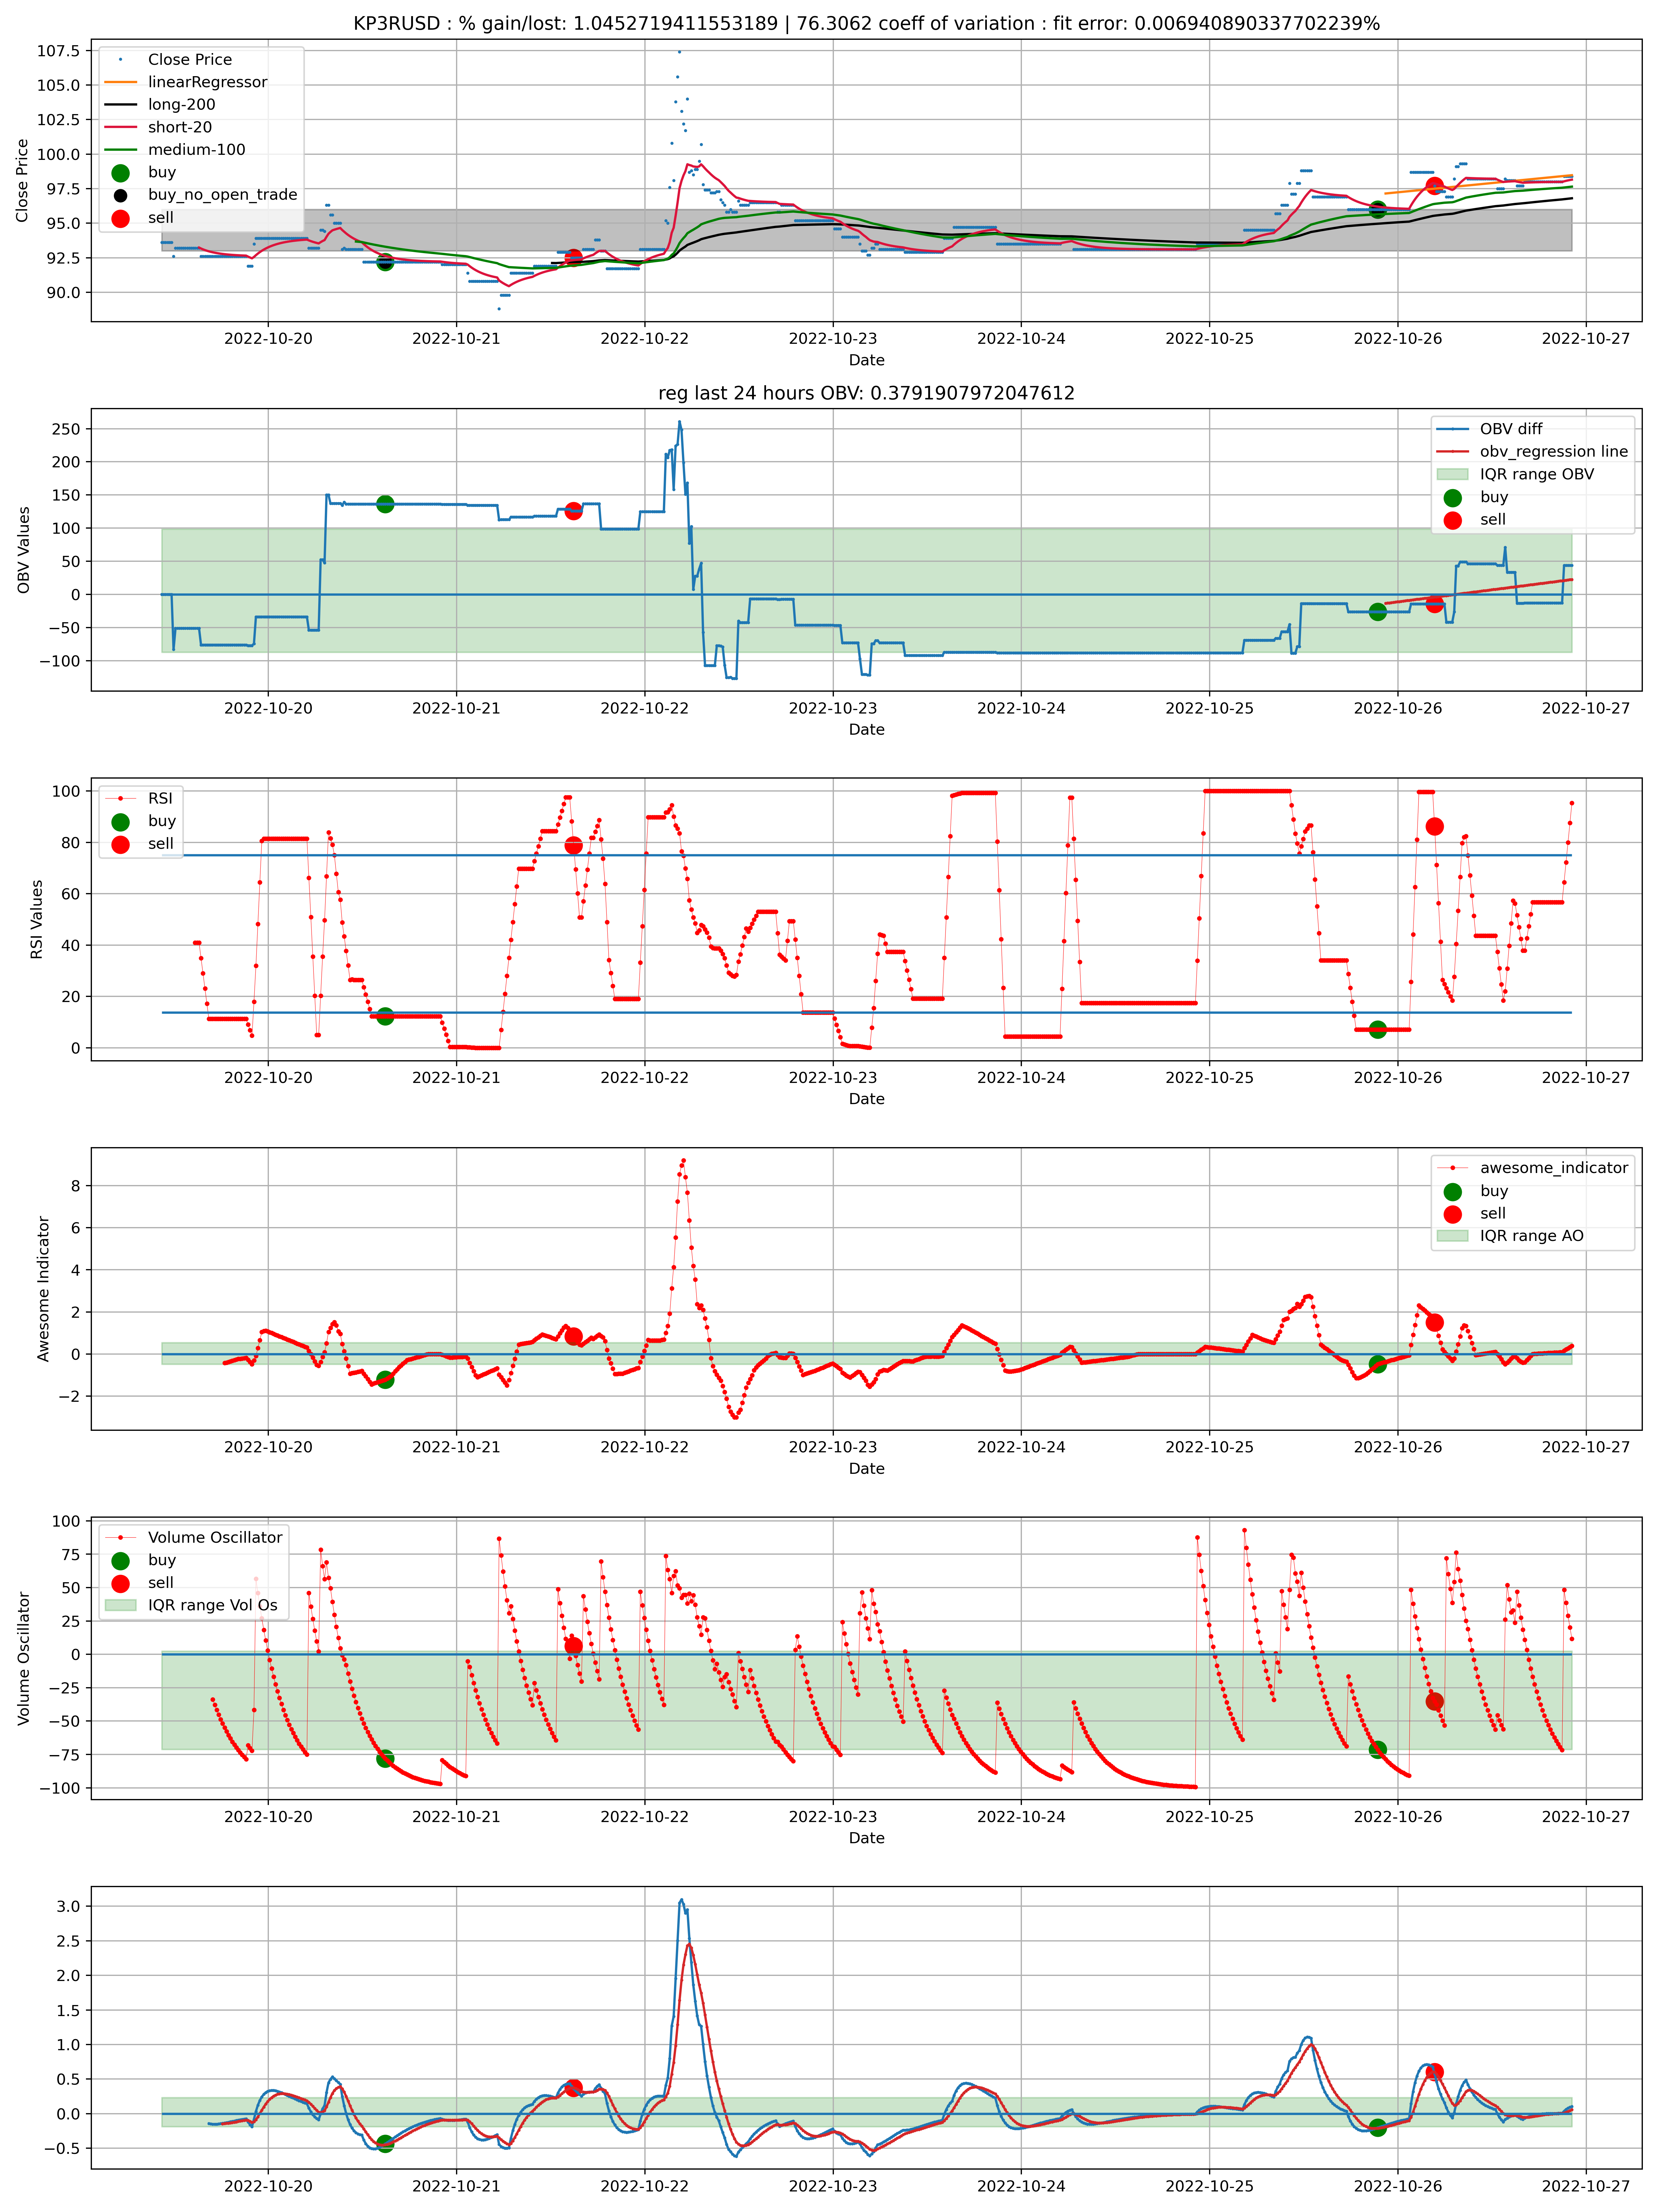 KP3RUSD : % gain/lost: 1.0452719411553189 | 76.3062 coeff of variation : fit error: 0.006940890337702239%
Close Price
107.5
105.0
102.5
100.0
97.5
95.0
92.5
90.0
Close Price
linearRegressor
long-200
short-20
medium-100
buy
buy_no_open_trade
sell
2022-10-20 2022-10-21 2022-10-22 2022-10-23 2022-10-24 2022-10-25 2022-10-26 2022-10-27
Date
reg last 24 hours OBV: 0.3791907972047612
OBV Values
250
200
150
100
50
0
−50
−100
OBV diff
obv_regression line
IQR range OBV
buy
sell
2022-10-20 2022-10-21 2022-10-22 2022-10-23 2022-10-24 2022-10-25 2022-10-26 2022-10-27
Date
RSI Values
100
80
60
40
20
0
RSI
buy
sell
2022-10-20 2022-10-21 2022-10-22 2022-10-23 2022-10-24 2022-10-25 2022-10-26 2022-10-27
Date
Awesome Indicator
8
6
4
2
0
−2
awesome_indicator
buy
sell
IQR range AO
2022-10-20 2022-10-21 2022-10-22 2022-10-23 2022-10-24 2022-10-25 2022-10-26 2022-10-27
Date
Volume Oscillator
100
75
50
25
0
−25
−50
−75
−100
Volume Oscillator
buy
sell
IQR range Vol Os
2022-10-20 2022-10-21 2022-10-22 2022-10-23 2022-10-24 2022-10-25 2022-10-26 2022-10-27
Date
3.0
2.5
2.0
1.5
1.0
0.5
0.0
−0.5
2022-10-20 2022-10-21 2022-10-22 2022-10-23 2022-10-24 2022-10-25 2022-10-26 2022-10-27